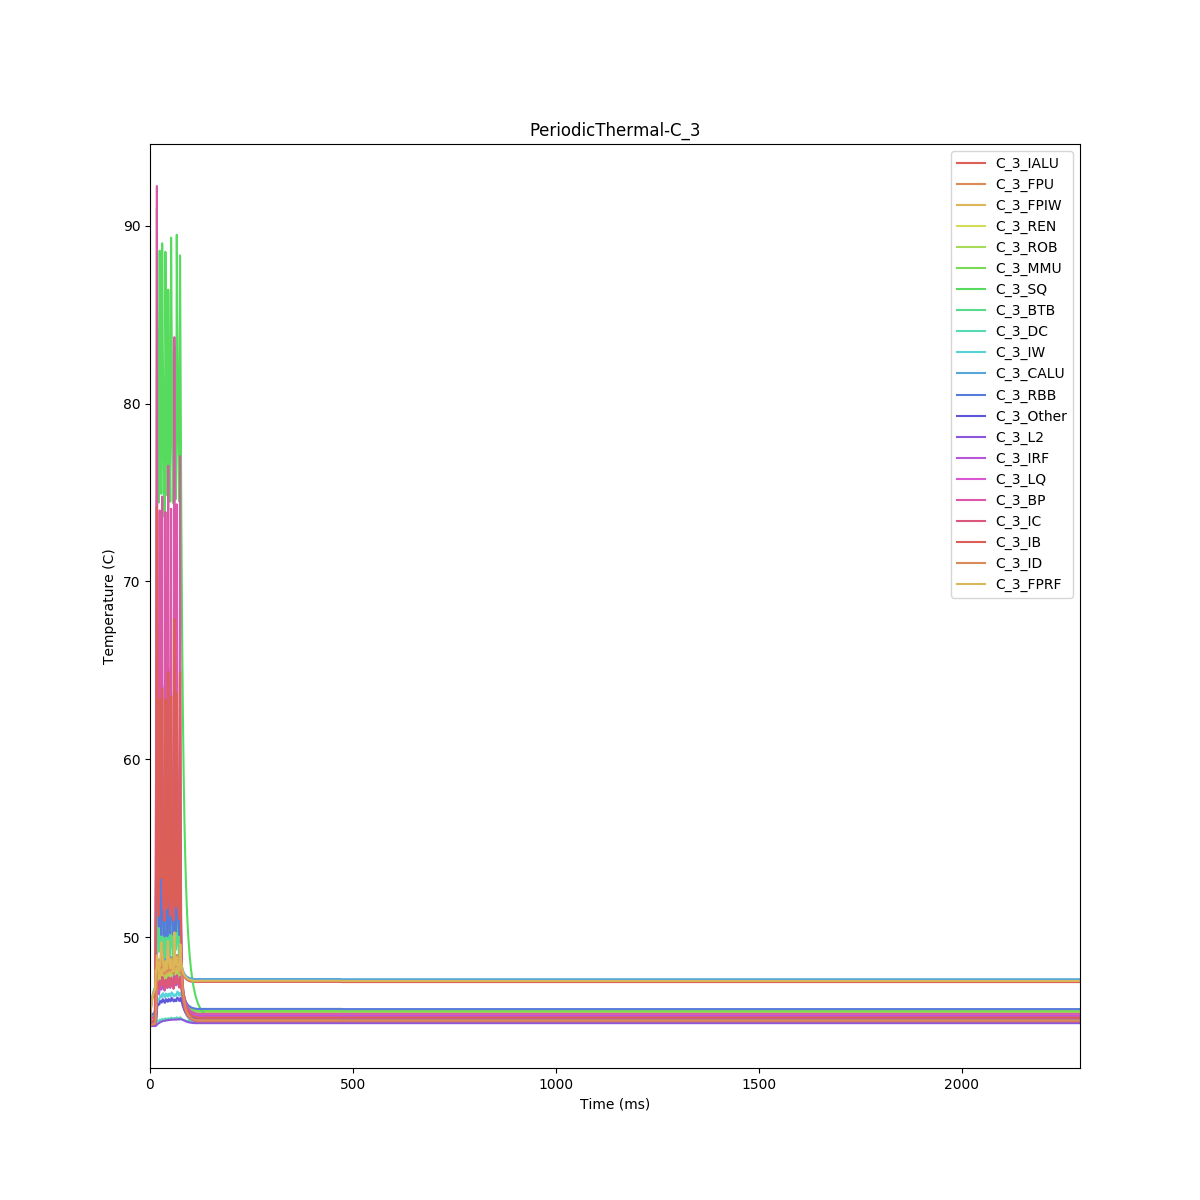 PeriodicThermal-C_3
C_3_IALU
C_3_FPU
C_3_FPIW
C_3_REN
C_3_ROB
C_3_MMU
C_3_SQ
C_3_BTB
C_3_DC
C_3_IW
C_3_CALU
C_3_RBB
C_3_Other
C_3_L2
C_3_IRF
C_3_LQ
C_3_BP
C_3_IC
C_3_IB
C_3_ID
C_3_FPRF
90
80
70
60
50
Temperature (C)
0 500 1000 1500 2000
Time (ms)